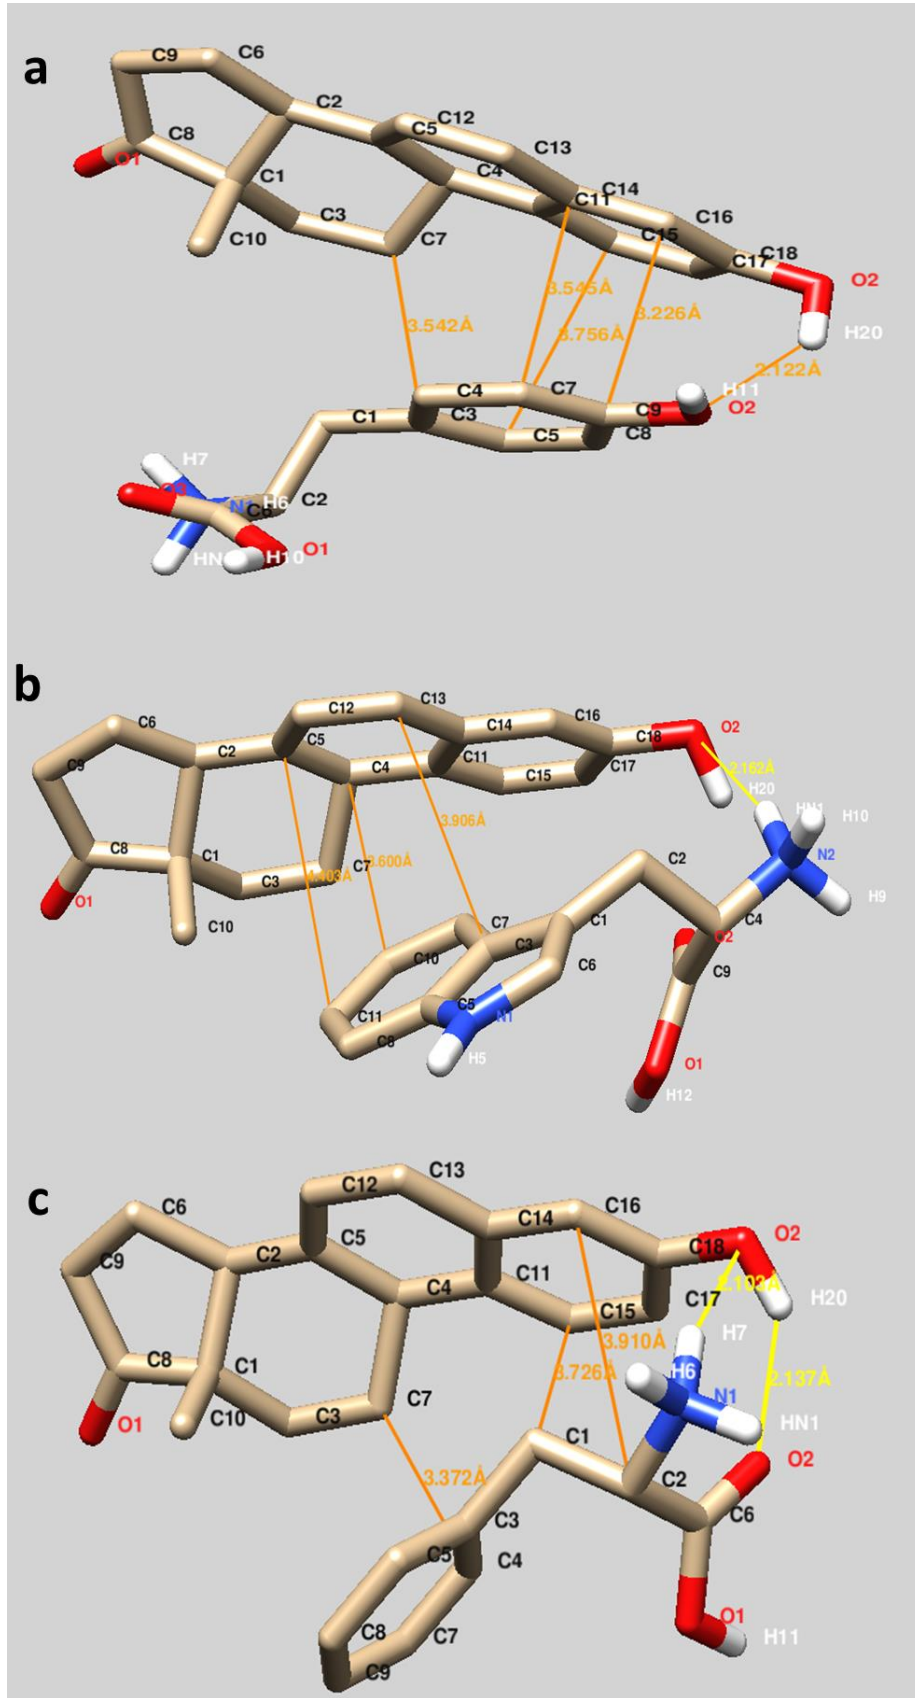 a
C9 C6
C12
C2 C5
C13
C8 C4
O1 C14
C1 C11
C3 C16
C10 C7 C15
C17 C18
O2
3.545Å
3.542Å 3.756Å 3.226Å
H20
2.122Å
C4 C7 H11
C1 C3 C9 O2
C5 C8
H7
O3 H6 C2
N1 C6
HN H10 O1
b
C6 C12 C13
C14 C16
C2 C5 C18 O2
C9 C4 C11 C15 C17
2.162Å
H20
HN1 H10
3.906Å
C8 C1 C7 C2 N2
4.403Å 3.600Å
C3
O1 C10 C7 C1 C4 H9
C3 O2
C10 C6 C9
C5
C11 N1
C8 H5
O1
H12
c
C13
C12
C6 C14 C16
C2 C5 C18 O2
C9 C4 C11
2.103Å
C15 C17 H20
H7
C8 C1 3.910Å
3.726Å H6
C7 N1 2.137Å
O1 C10 C3
C1 HN1
C2 O2
3.372Å
C3 C6
C5 C4
O1
C8 C7 H11
C9